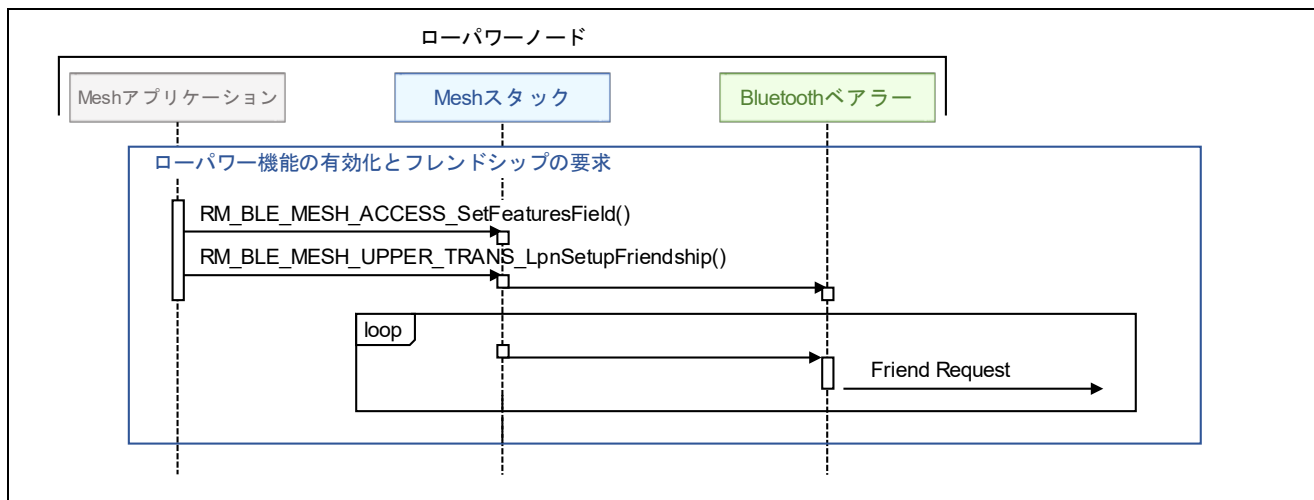 ローパワーノード
Meshアプリケーション
Meshスタック
Bluetoothベアラー
ローパワー機能の有効化とフレンドシップの要求
RM_BLE_MESH_ACCESS_SetFeaturesField()
RM_BLE_MESH_UPPER_TRANS_LpnSetupFriendship()
loop
Friend Request